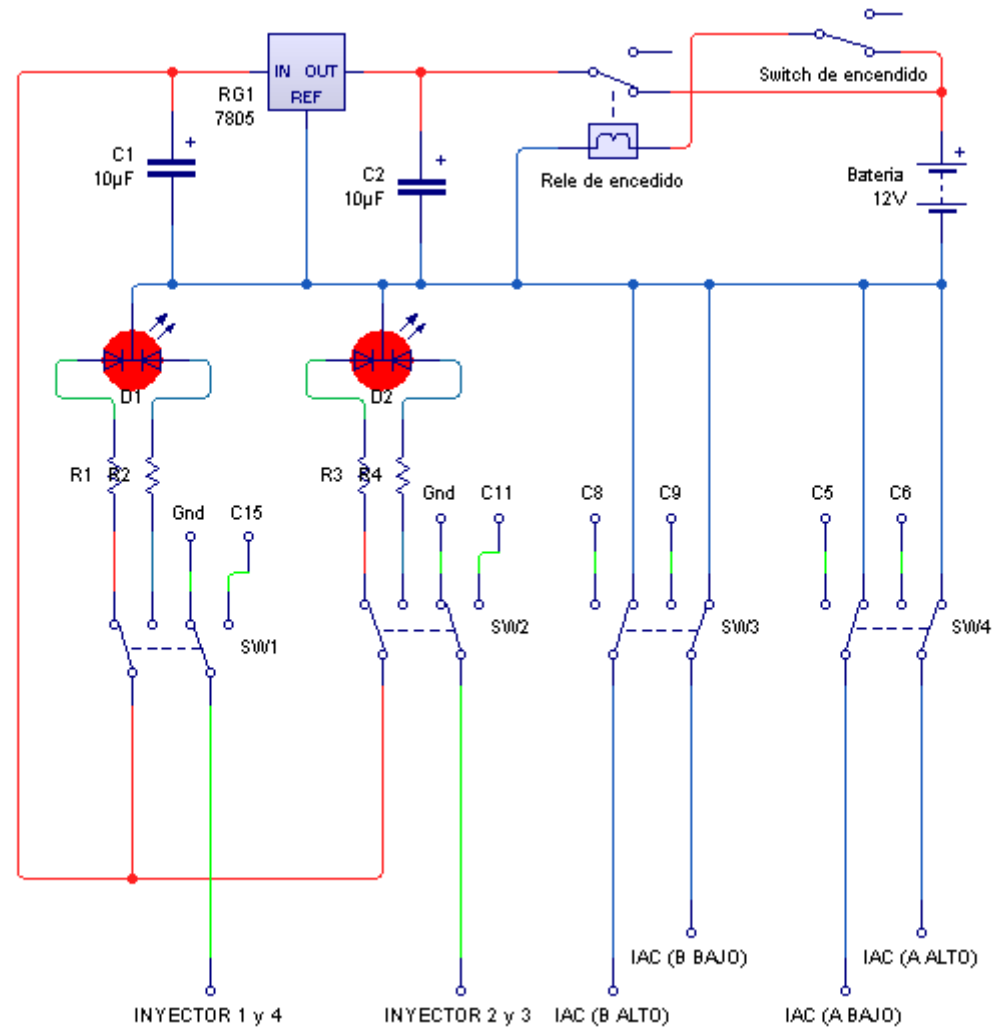 Switch de encendido
IN OUT
REF
RG1
7805
C1
10µF
+
C2
10µF
+
Rele de encedido
Bateria
12V
+
D1
D2
R1 R2
R3 R4
Gnd C15
Gnd C11
C8 C9
C5 C6
SW1
SW2
SW3
SW4
IAC (B BAJO)
IAC (A ALTO)
INYECTOR 1 y 4
INYECTOR 2 y 3
IAC (B ALTO)
IAC (A BAJO)